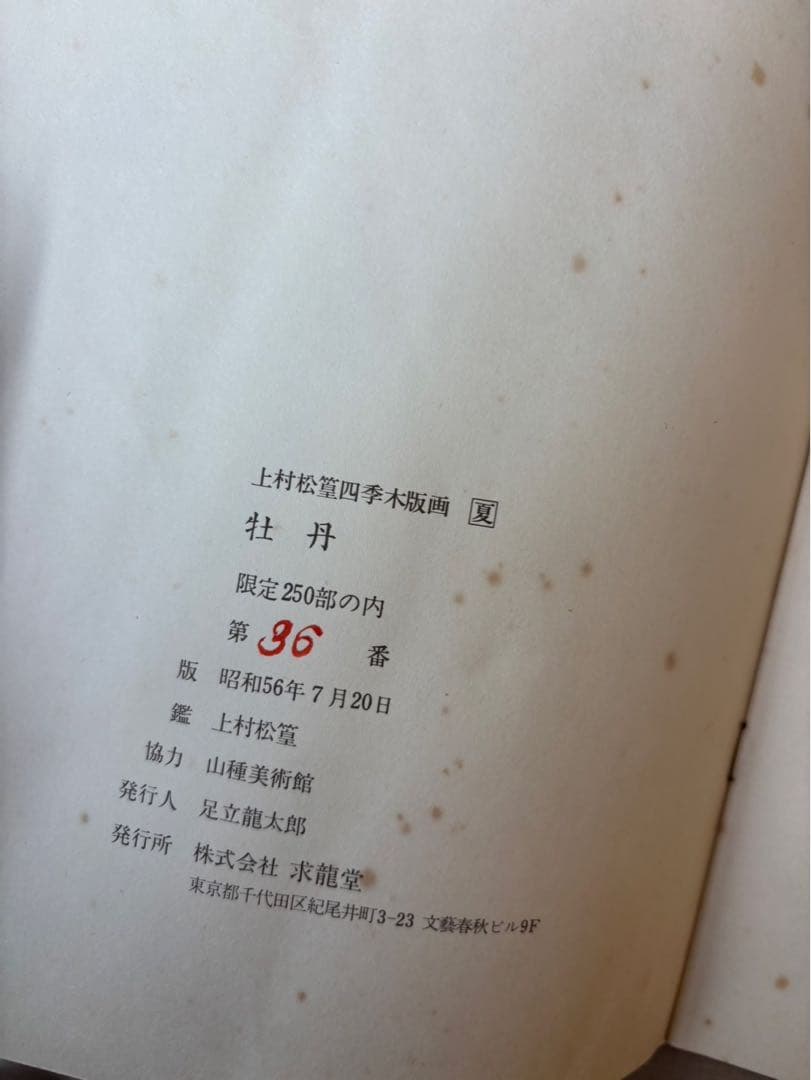 上村松篁四季木版画 夏
牡丹
限定250部の内
第36番
版 昭和56年7月20日
鑑 上村松篁
協力 山種美術館
発行人 足立龍太郎
発行所 株式会社 求龍堂
東京都千代田区紀尾井町3-23 文藝春秋ビル9F